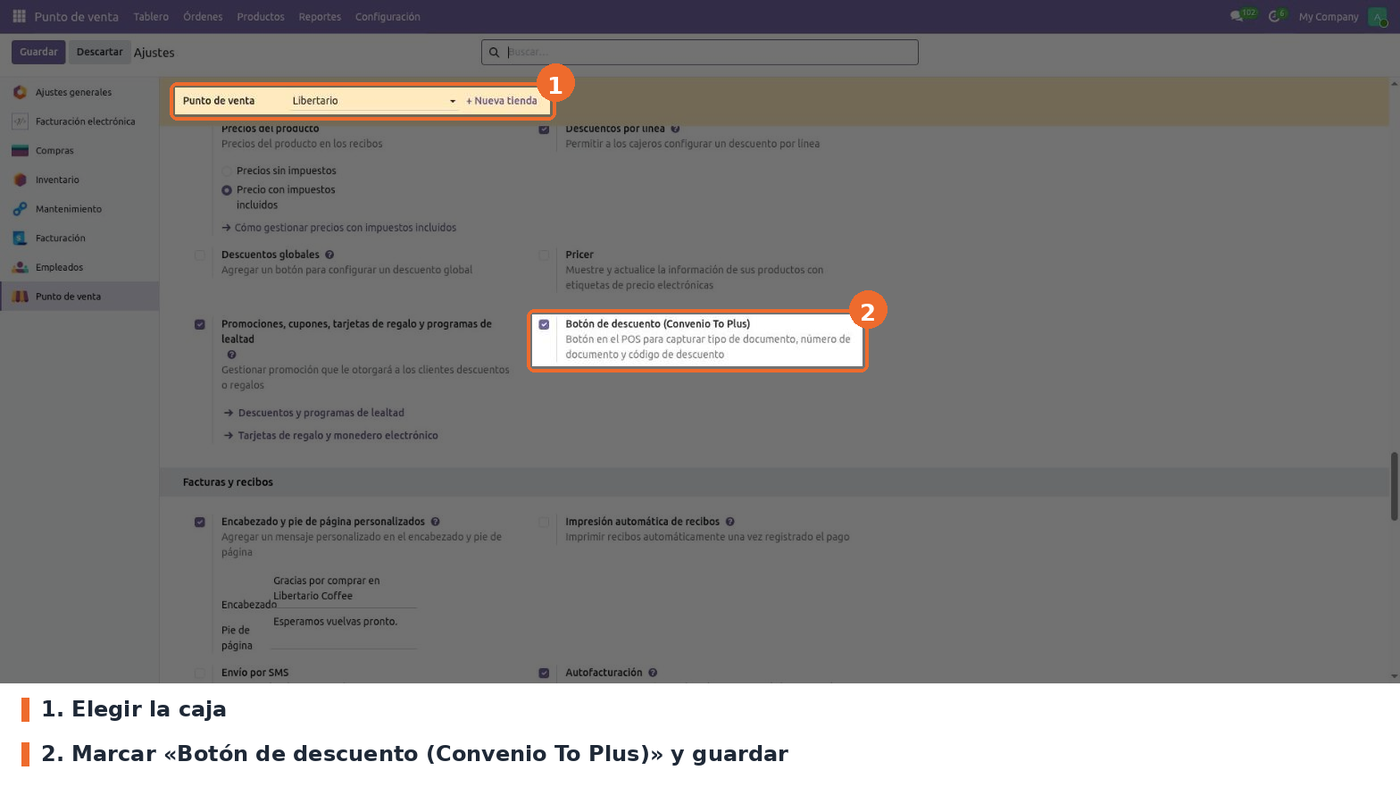 Punto de venta Tablero Órdenes Productos Reportes Configuración 102 6 My Company A
Guardar Descartar Ajustes Buscar...
Ajustes generales
Facturación electrónica
Compras
Inventario
Mantenimiento
Facturación
Empleados
Punto de venta
Punto de venta Libertario + Nueva tienda
1
Precios del producto
Precios del producto en los recibos
Precios sin impuestos
Precio con impuestos
incluidos
→ Cómo gestionar precios con impuestos incluidos
Descuentos por línea ?
Permitir a los cajeros configurar un descuento por línea
Descuentos globales ?
Agregar un botón para configurar un descuento global
Pricer
Muestre y actualice la información de sus productos con
etiquetas de precio electrónicas
Promociones, cupones, tarjetas de regalo y programas de
lealtad
?
Gestionar promoción que le otorgará a los clientes descuentos
o regalos
→ Descuentos y programas de lealtad
→ Tarjetas de regalo y monedero electrónico
2
Botón de descuento (Convenio To Plus)
Botón en el POS para capturar tipo de documento, número de
documento y código de descuento
Facturas y recibos
Encabezado y pie de página personalizados ?
Agregar un mensaje personalizado en el encabezado y pie de
página
Gracias por comprar en
Libertario Coffee
Encabezado
Esperamos vuelvas pronto.
Pie de
página
Impresión automática de recibos ?
Imprimir recibos automáticamente una vez registrado el pago
Envío por SMS
Autofacturación ?
1. Elegir la caja
2. Marcar «Botón de descuento (Convenio To Plus)» y guardar